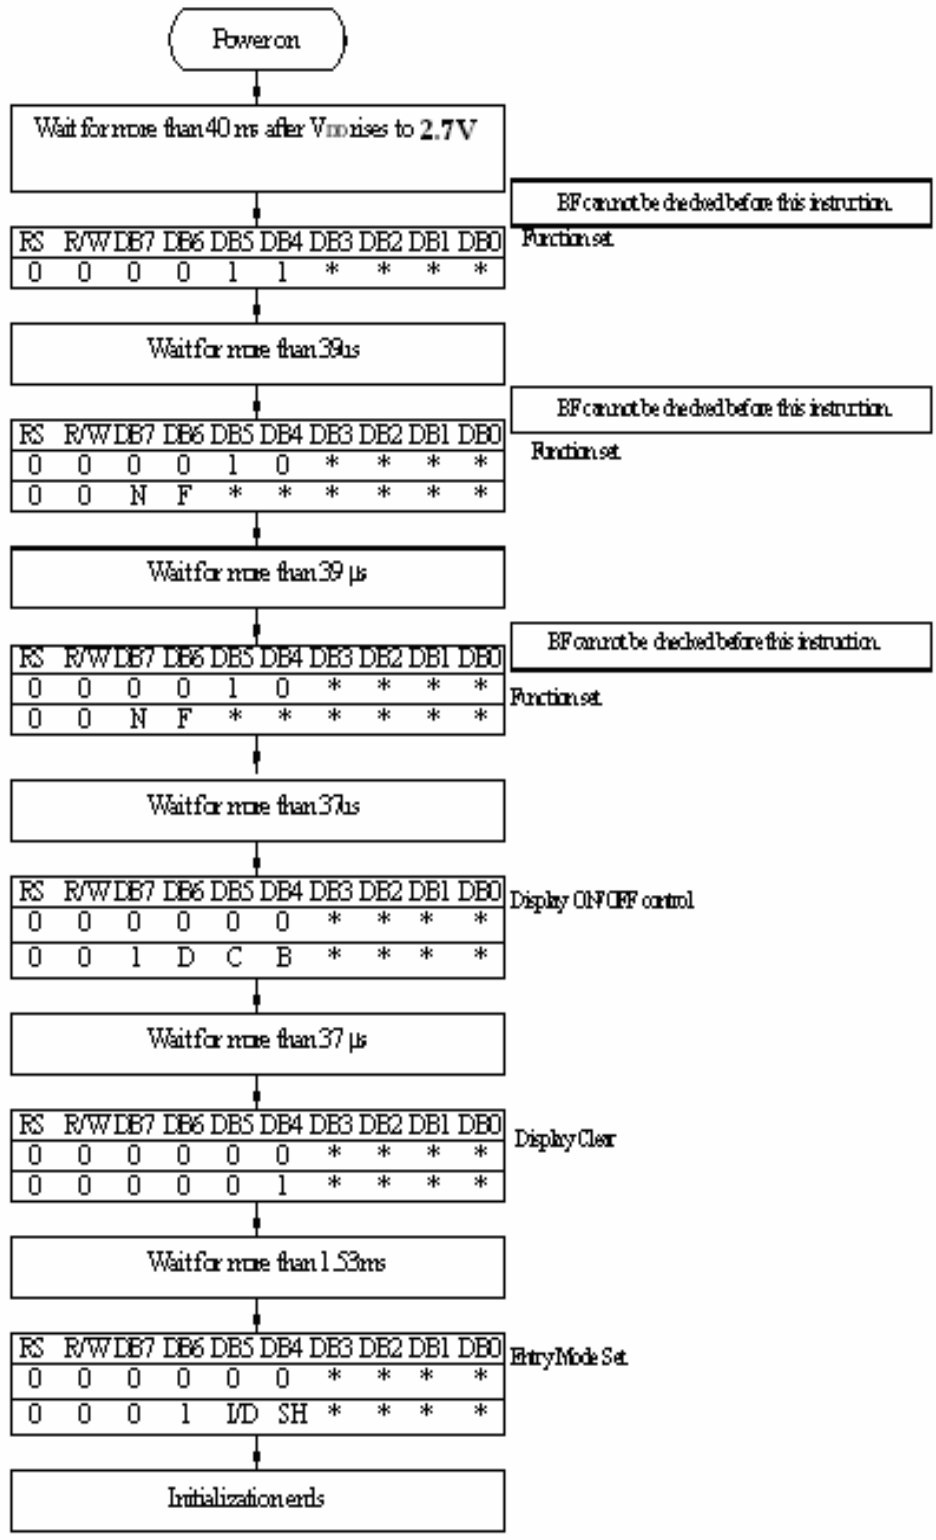 Power on
Wait for more than 40 ms after VDD rises to 2.7V
BF cannot be checked before this instruction.
RS R/W DB7 DB6 DB5 DB4 DB3 DB2 DB1 DB0
Function set
0 0 0 0 1 1 * * * *
Wait for more than 39us
BF cannot be checked before this instruction.
RS R/W DB7 DB6 DB5 DB4 DB3 DB2 DB1 DB0
Function set
0 0 0 0 1 0 * * * *
0 0 N F * * * * * *
Wait for more than 39 μs
BF cannot be checked before this instruction.
RS R/W DB7 DB6 DB5 DB4 DB3 DB2 DB1 DB0
0 0 0 0 1 0 * * * *
Function set
0 0 N F * * * * * *
Wait for more than 37us
RS R/W DB7 DB6 DB5 DB4 DB3 DB2 DB1 DB0
Display ON/OFF control
0 0 0 0 0 0 * * * *
0 0 1 D C B * * * *
Wait for more than 37 μs
RS R/W DB7 DB6 DB5 DB4 DB3 DB2 DB1 DB0
Display Clear
0 0 0 0 0 0 * * * *
0 0 0 0 0 1 * * * *
Wait for more than 1.53ms
RS R/W DB7 DB6 DB5 DB4 DB3 DB2 DB1 DB0
Entry Mode Set
0 0 0 0 0 0 * * * *
0 0 0 1 I/D SH * * * *
Initialization ends